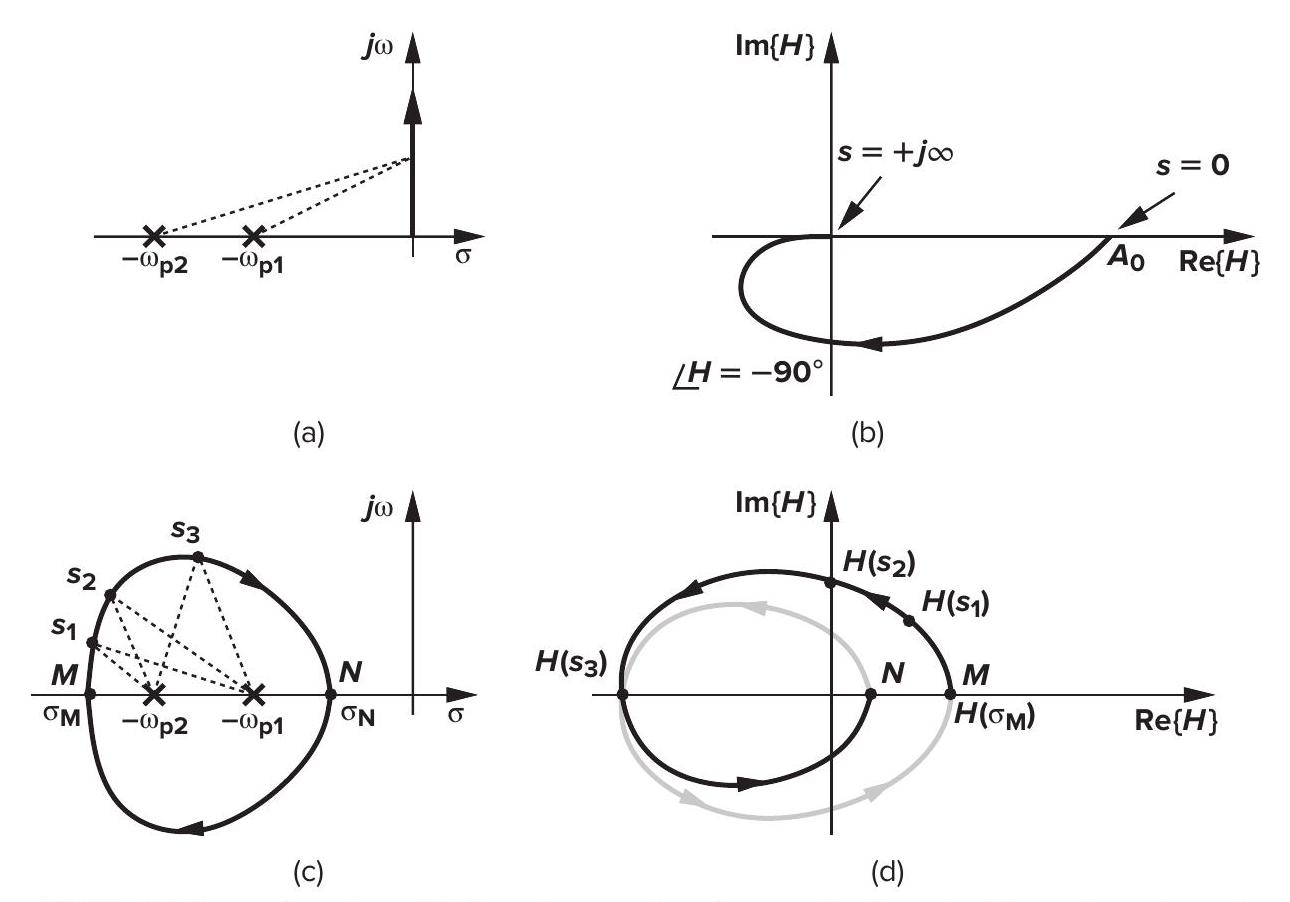 jω
σ
−ωp2
−ωp1
(a)
Im{H}
s = +j∞
s = 0
A0
Re{H}
∠H = −90°
(b)
jω
s3
s2
s1
M
N
σM
−ωp2
−ωp1
σN
σ
(c)
Im{H}
H(s2)
H(s1)
H(s3)
N
M
H(σM)
Re{H}
(d)